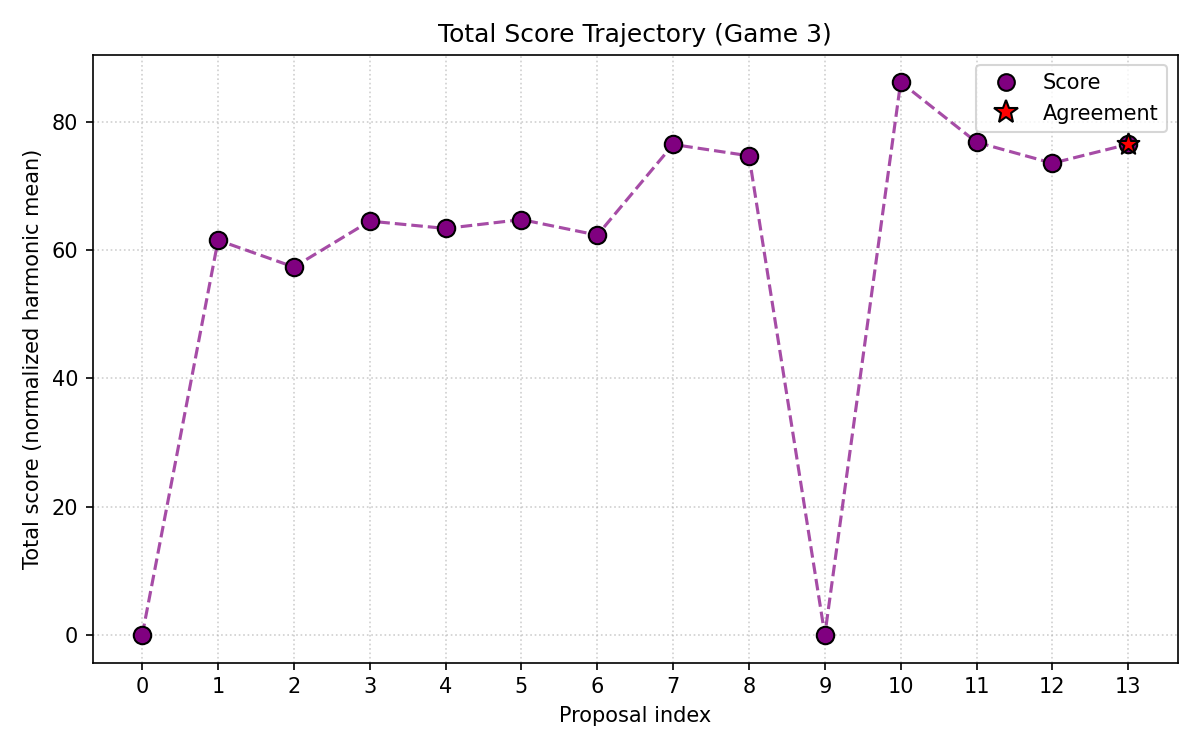 Total Score Trajectory (Game 3)
Total score (normalized harmonic mean)
80
60
40
20
0
Score
Agreement
0 1 2 3 4 5 6 7 8 9 10 11 12 13
Proposal index